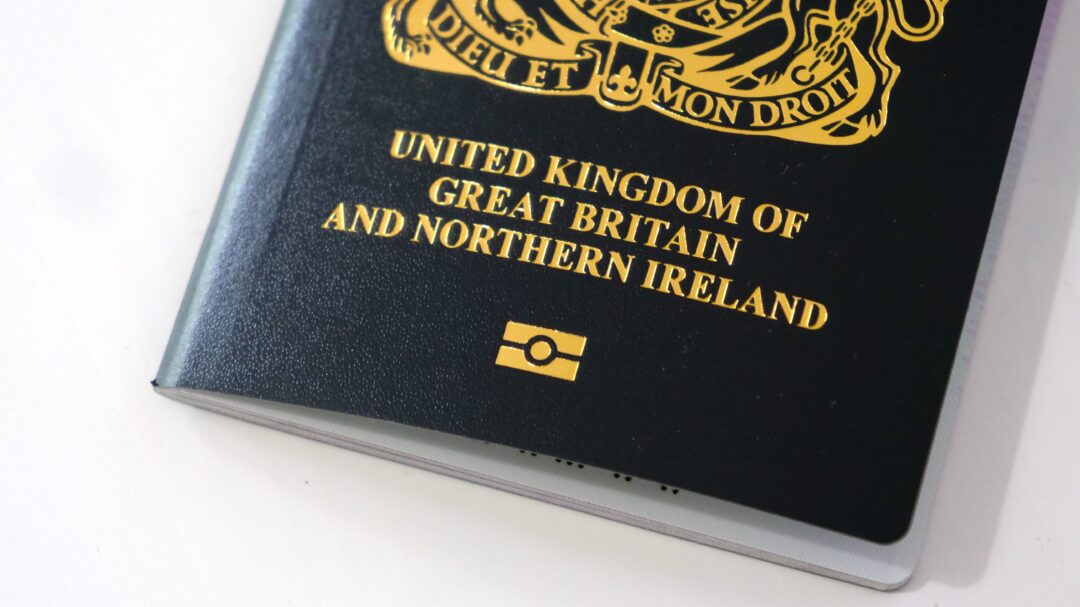 DIEU ET MON DROIT
UNITED KINGDOM OF
GREAT BRITAIN
AND NORTHERN IRELAND